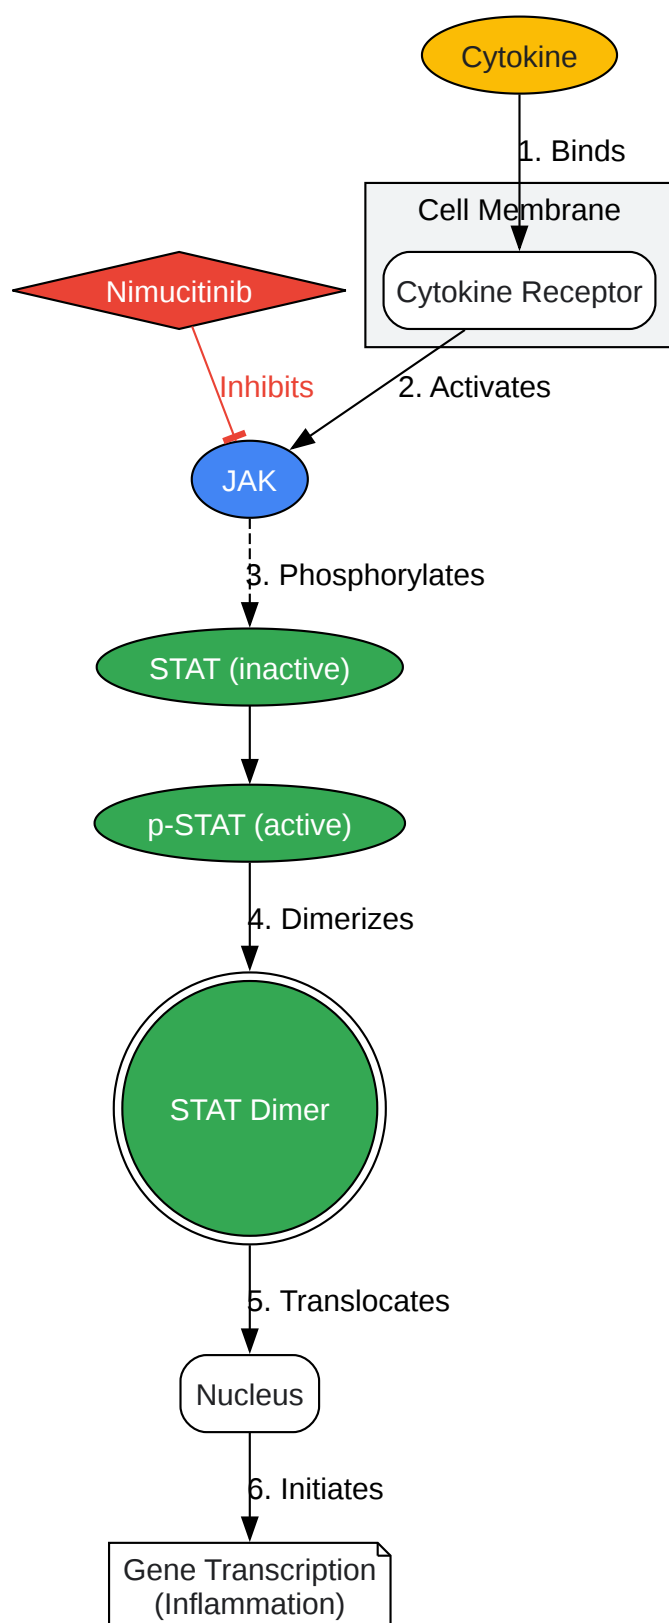 Cytokine
1. Binds
Cell Membrane
Nimucitinib
Cytokine Receptor
Inhibits
2. Activates
JAK
3. Phosphorylates
STAT (inactive)
p-STAT (active)
4. Dimerizes
STAT Dimer
5. Translocates
Nucleus
6. Initiates
Gene Transcription
(Inflammation)